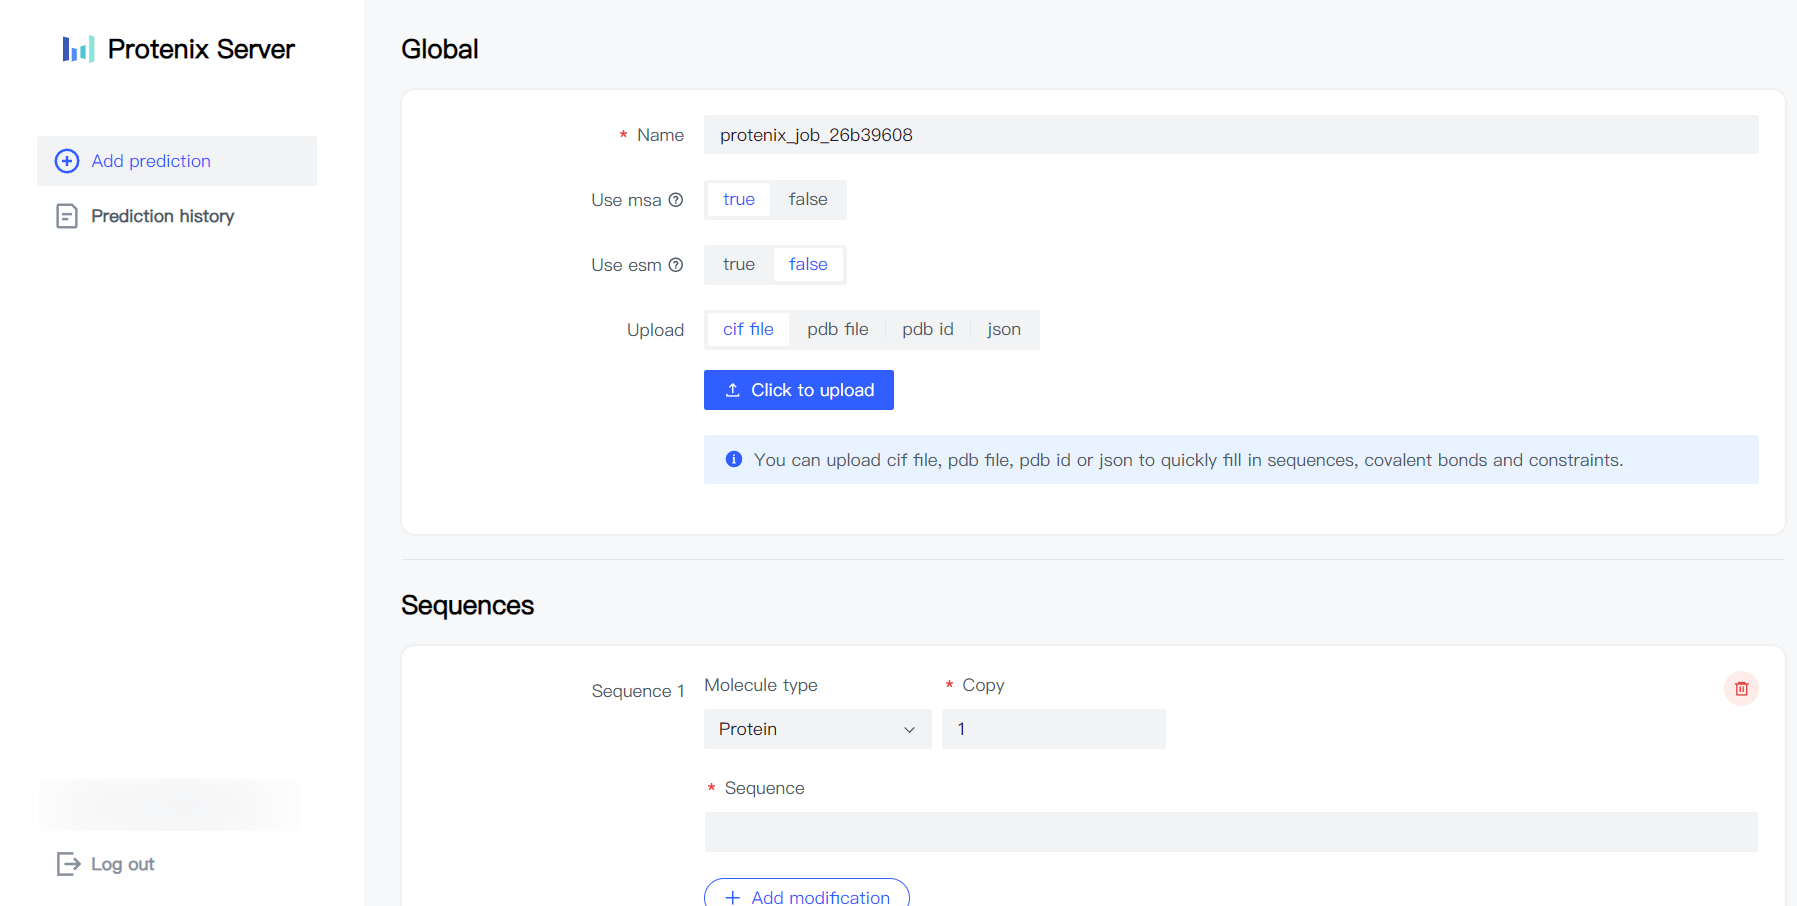 Protenix Server
Add prediction
Prediction history
Log out
Global
* Name protenix_job_26b39608
Use msa true false
Use esm true false
Upload cif file pdb file pdb id json
Click to upload
You can upload cif file, pdb file, pdb id or json to quickly fill in sequences, covalent bonds and constraints.
Sequences
Sequence 1 Molecule type * Copy
Protein 1
* Sequence
+ Add modification